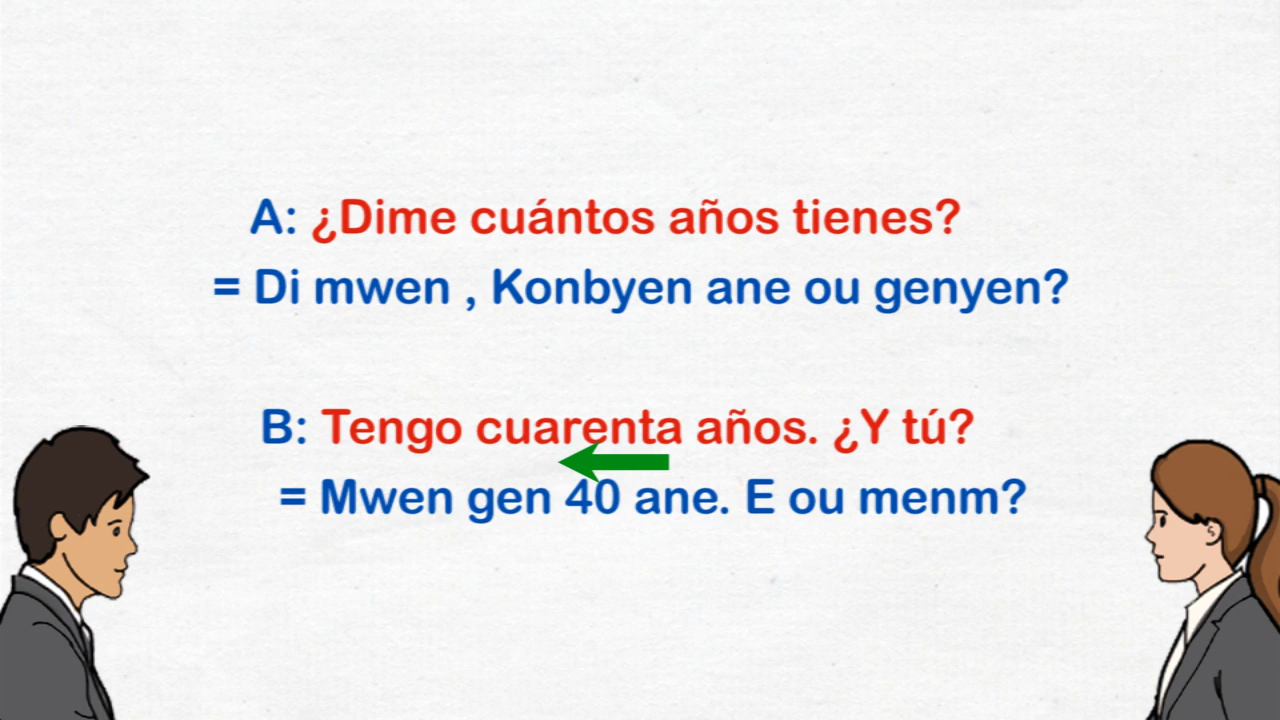 A: ¿Dime cuántos años tienes?
= Di mwen , Konbyen ane ou genyen?
B: Tengo cuarenta años. ¿Y tú?
= Mwen gen 40 ane. E ou menm?